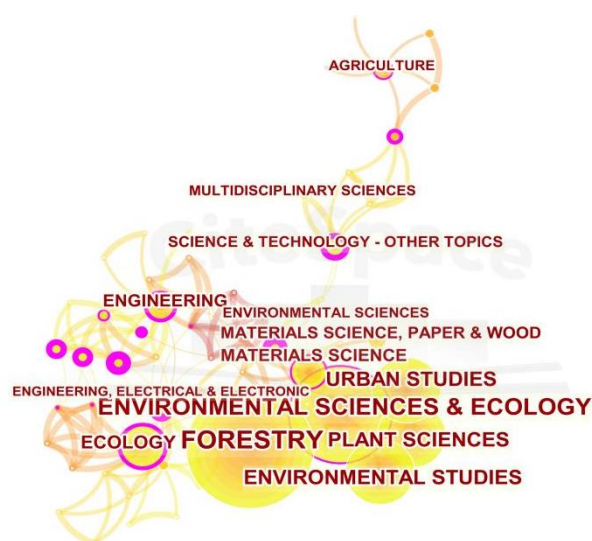 AGRICULTURE
MULTIDISCIPLINARY SCIENCES
SCIENCE & TECHNOLOGY - OTHER TOPICS
CiteSpace
ENGINEERING
ENVIRONMENTAL SCIENCES
MATERIALS SCIENCE, PAPER & WOOD
MATERIALS SCIENCE
URBAN STUDIES
ENGINEERING, ELECTRICAL & ELECTRONIC
ENVIRONMENTAL SCIENCES & ECOLOGY
ECOLOGY FORESTRY PLANT SCIENCES
ENVIRONMENTAL STUDIES